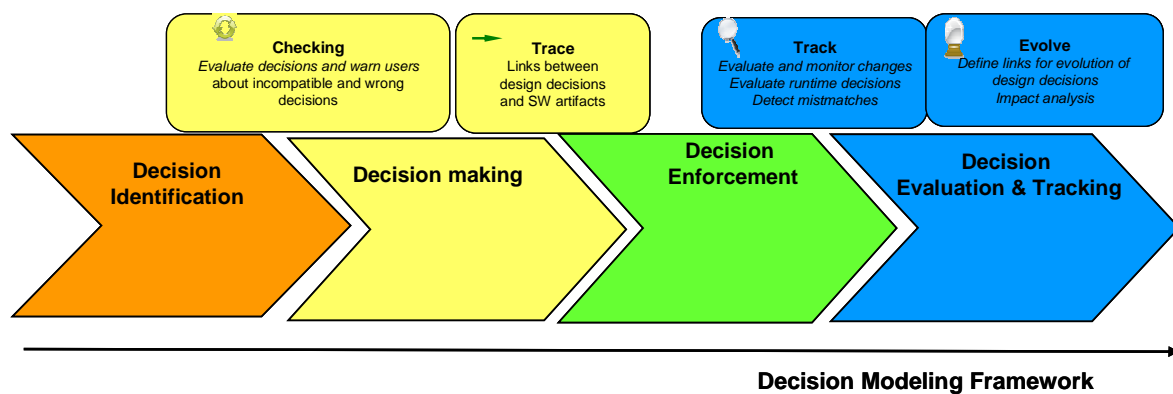 Checking
Evaluate decisions and warn users
about incompatible and wrong
decisions
Trace
Links between
design decisions
and SW artifacts
Track
Evaluate and monitor changes
Evaluate runtime decisions
Detect mistmatches
Evolve
Define links for evolution of
design decisions
Impact analysis
Decision
Identification
Decision making
Decision
Enforcement
Decision
Evaluation & Tracking
Decision Modeling Framework